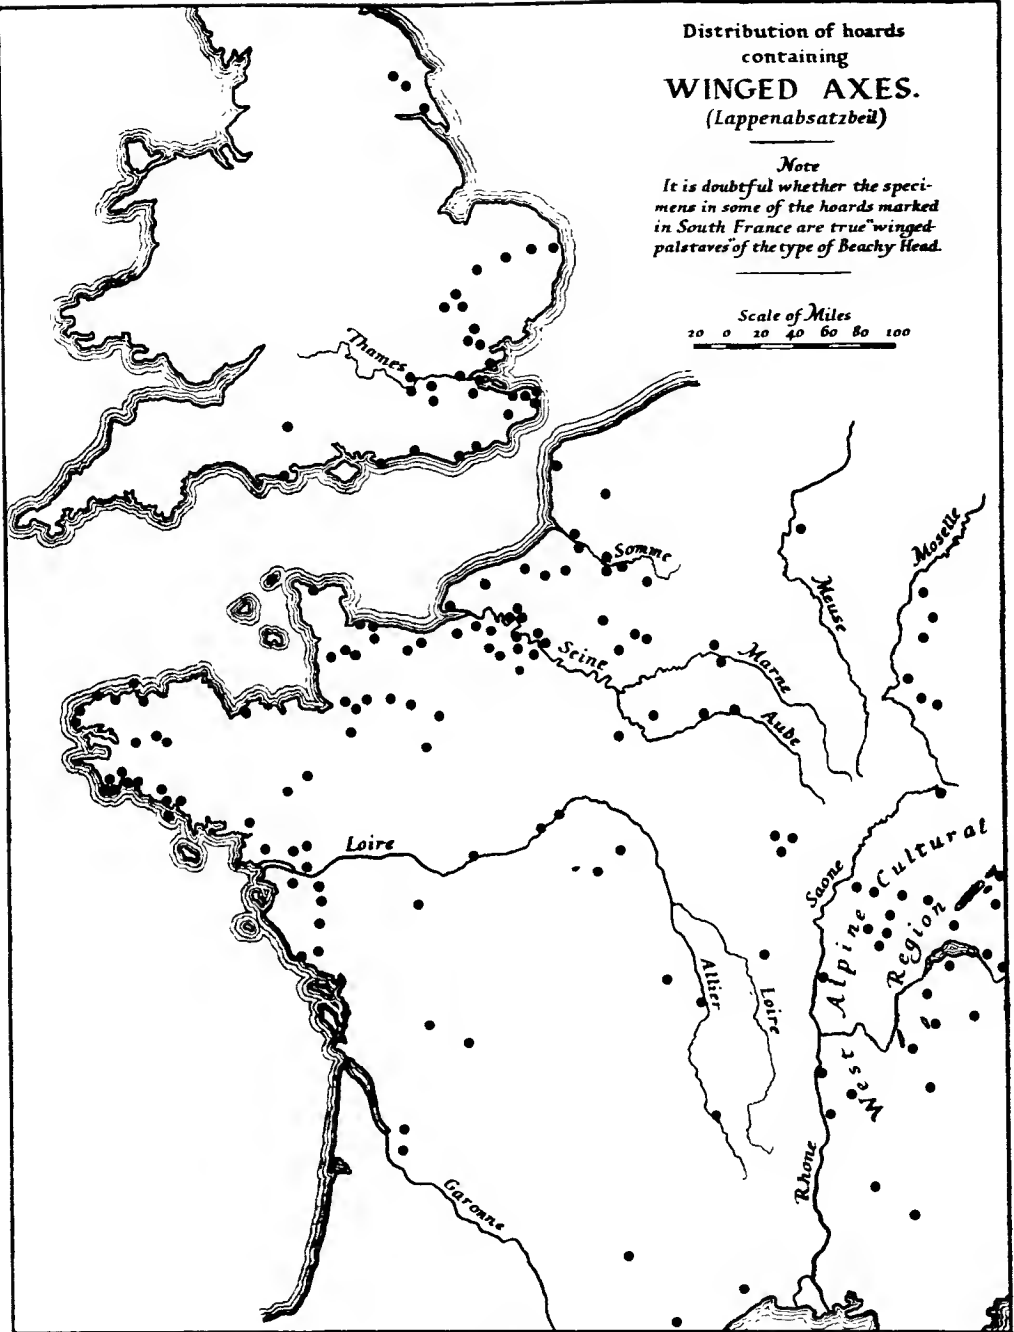 Distribution of hoards
containing
WINGED AXES.
(Lappenabsatzbeil)
Note
It is doubtful whether the speci-
mens in some of the hoards marked
in South France are true "winged-
palstaves" of the type of Beachy Head.
Scale of Miles
20 0 20 40 60 80 100
Thames
Somme
Moselle
Meuse
Seine
Marne
Aube
Loire
Saone
West Alpine Cultural
Region
Allier
Loire
Rhone
Garonne